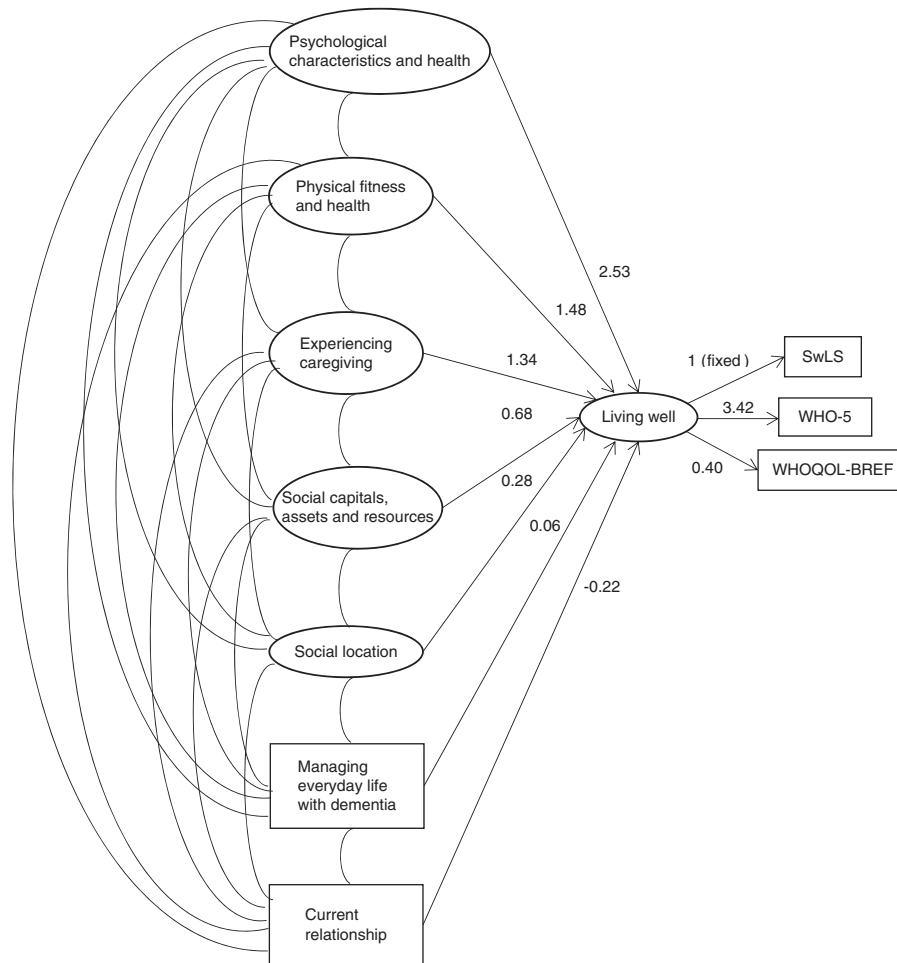 Psychological
characteristics and health
Physical fitness
and health
2.53
1.48
Experiencing
caregiving
1.34
1 (fixed)
SwLS
0.68
Living well
3.42
WHO-5
0.40
WHOQOL-BREF
0.28
Social capitals,
assets and resources
0.06
-0.22
Social location
Managing
everyday life
with dementia
Current
relationship